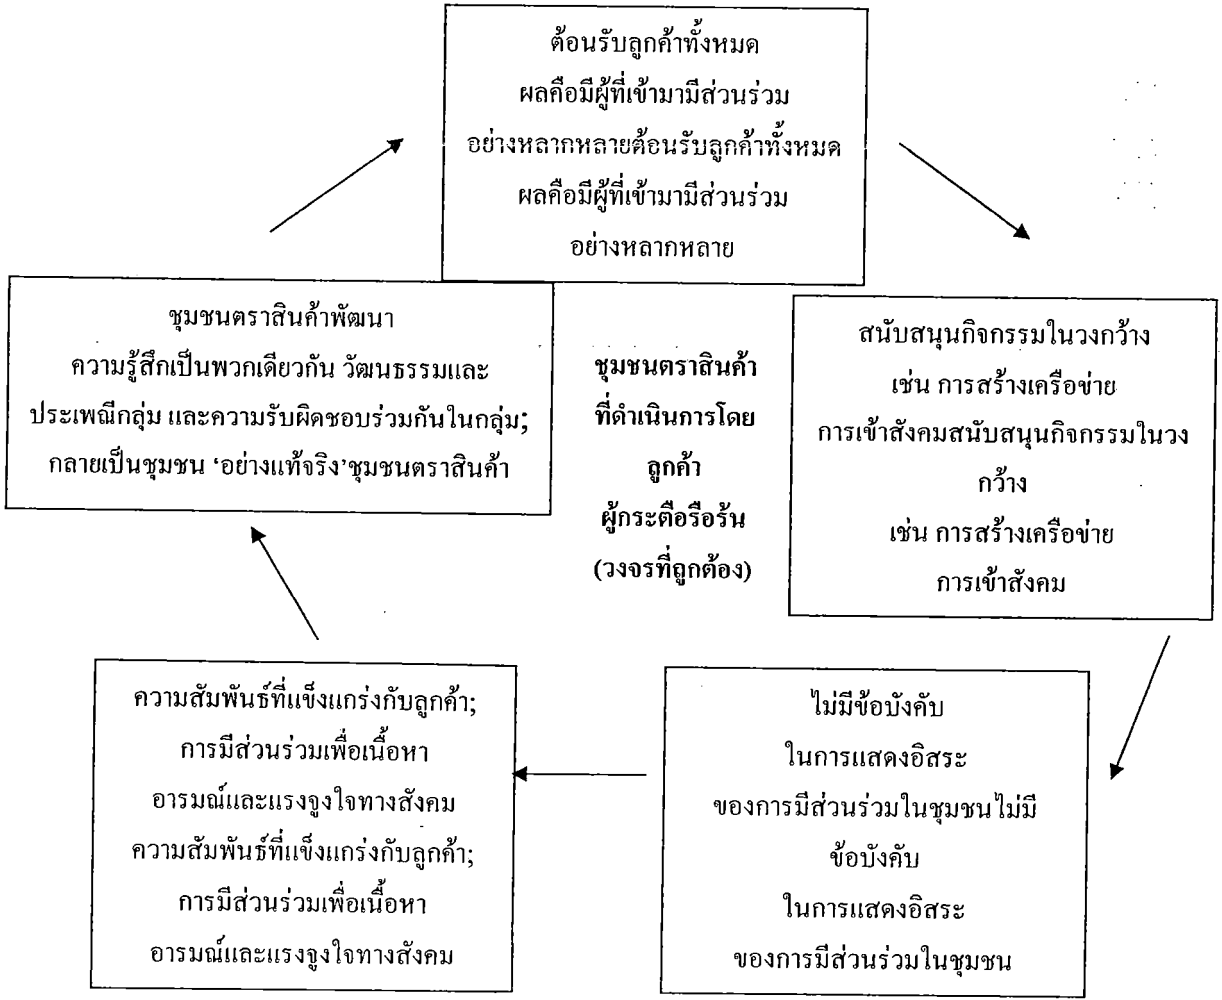 ต้อนรับลูกค้าทั้งหมด
ผลคือมีผู้ที่เข้ามามีส่วนร่วม
อย่างหลากหลายต้อนรับลูกค้าทั้งหมด
ผลคือมีผู้ที่เข้ามามีส่วนร่วม
อย่างหลากหลาย
ชุมชนตราสินค้าพัฒนา
ความรู้สึกเป็นพวกเดียวกัน วัฒนธรรมและ
ประเพณีกลุ่ม และความรับผิดชอบร่วมกันในกลุ่ม;
กลายเป็นชุมชน ‘อย่างแท้จริง’ชุมชนตราสินค้า
ชุมชนตราสินค้า
ที่ดำเนินการโดย
ลูกค้า
ผู้กระตือรือร้น
(วงจรที่ถูกต้อง)
สนับสนุนกิจกรรมในวงกว้าง
เช่น การสร้างเครือข่าย
การเข้าสังคมสนับสนุนกิจกรรมในวง
กว้าง
เช่น การสร้างเครือข่าย
การเข้าสังคม
ความสัมพันธ์ที่แข็งแกร่งกับลูกค้า;
การมีส่วนร่วมเพื่อเนื้อหา
อารมณ์และแรงจูงใจทางสังคม
ความสัมพันธ์ที่แข็งแกร่งกับลูกค้า;
การมีส่วนร่วมเพื่อเนื้อหา
อารมณ์และแรงจูงใจทางสังคม
ไม่มีข้อบังคับ
ในการแสดงอิสระ
ของการมีส่วนร่วมในชุมชนไม่มี
ข้อบังคับ
ในการแสดงอิสระ
ของการมีส่วนร่วมในชุมชน